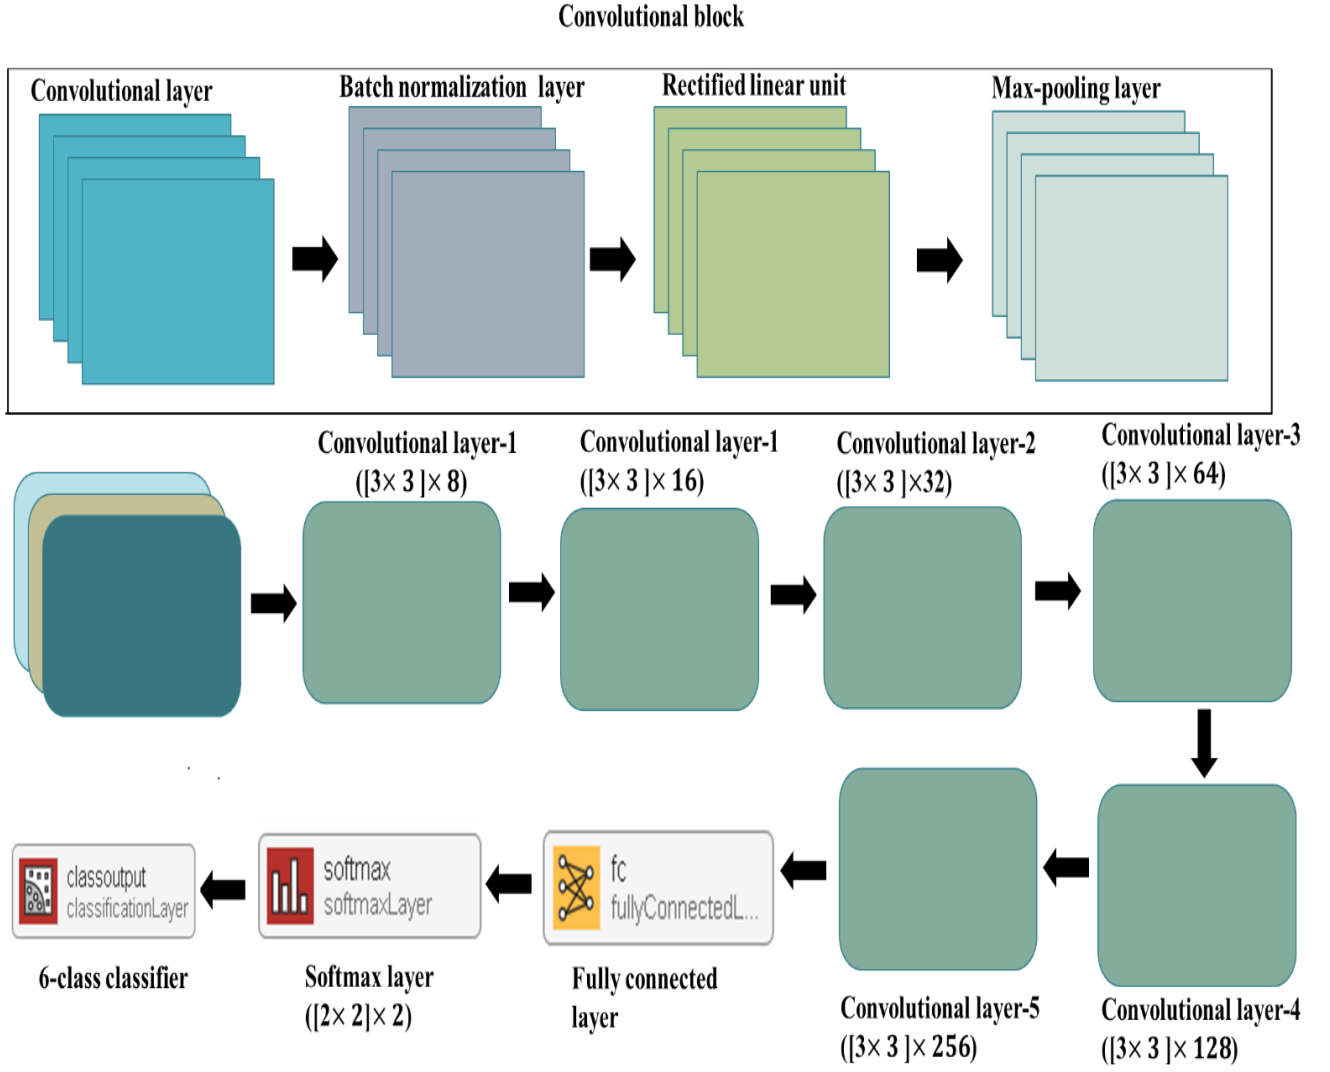 Convolutional block
Convolutional layer
Batch normalization layer
Rectified linear unit
Max-pooling layer
Convolutional layer-1
([3× 3 ]× 8)
Convolutional layer-1
([3× 3 ]× 16)
Convolutional layer-2
([3× 3 ]×32)
Convolutional layer-3
([3× 3 ]× 64)
classoutput
classificationLayer
6-class classifier
softmax
softmaxLayer
Softmax layer
([2× 2]× 2)
fc
fullyConnectedL...
Fully connected
layer
Convolutional layer-5
([3× 3 ]× 256)
Convolutional layer-4
([3× 3 ]× 128)